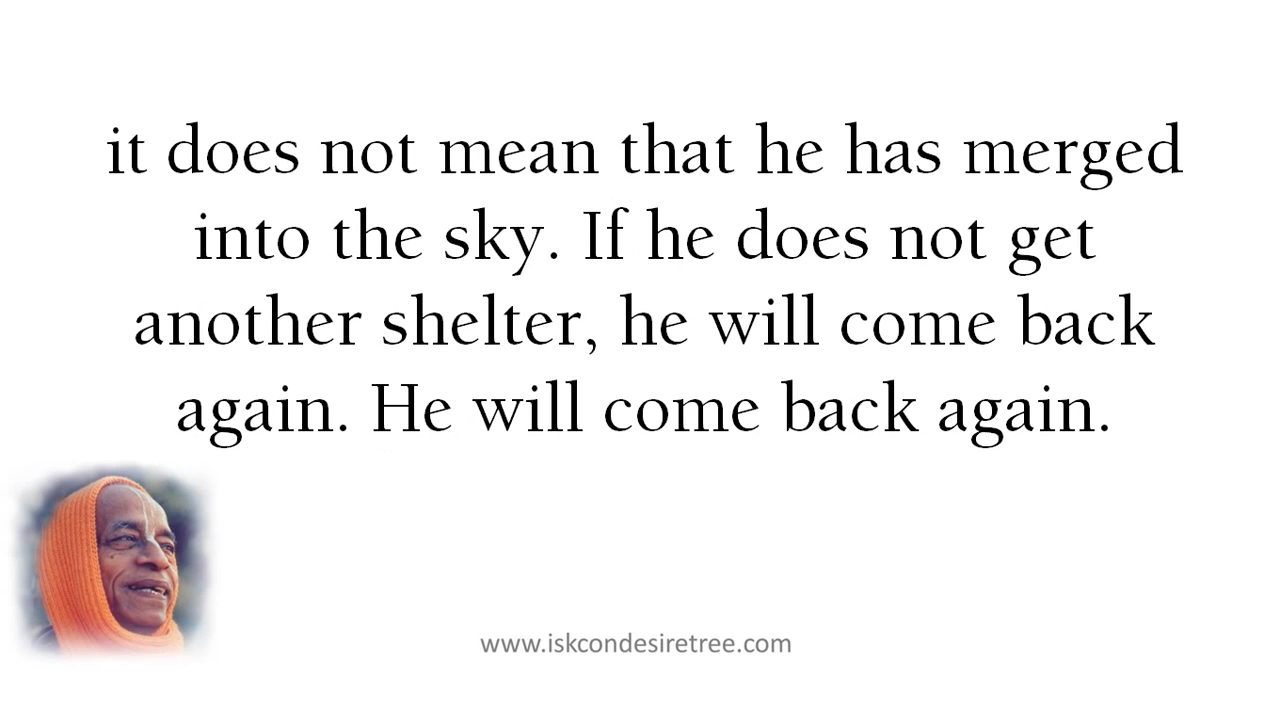 it does not mean that he has merged
into the sky. If he does not get
another shelter, he will come back
again. He will come back again.
www.iskcondesiretree.com